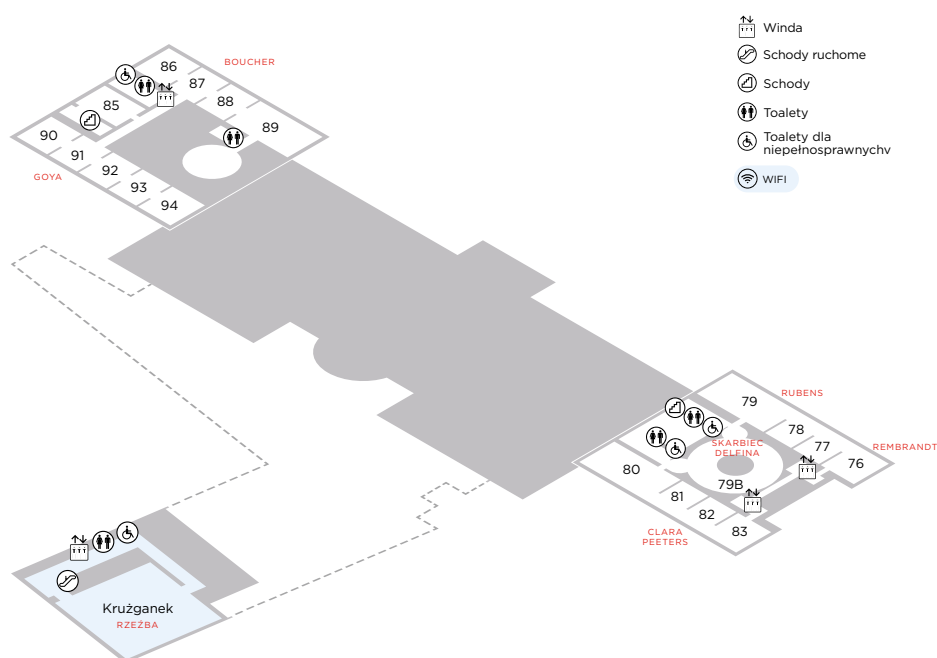 Winda
Schody ruchome
Schody
Toalety
Toalety dla
niepełnosprawnychv
WIFI
BOUCHER
86
87
88
89
85
90
91
92
93
94
GOYA
RUBENS
79
78
77
76
REMBRANDT
SKARBIEC
DELFINA
79B
80
81
82
83
CLARA
PEETERS
Krużganek
RZEŹBA